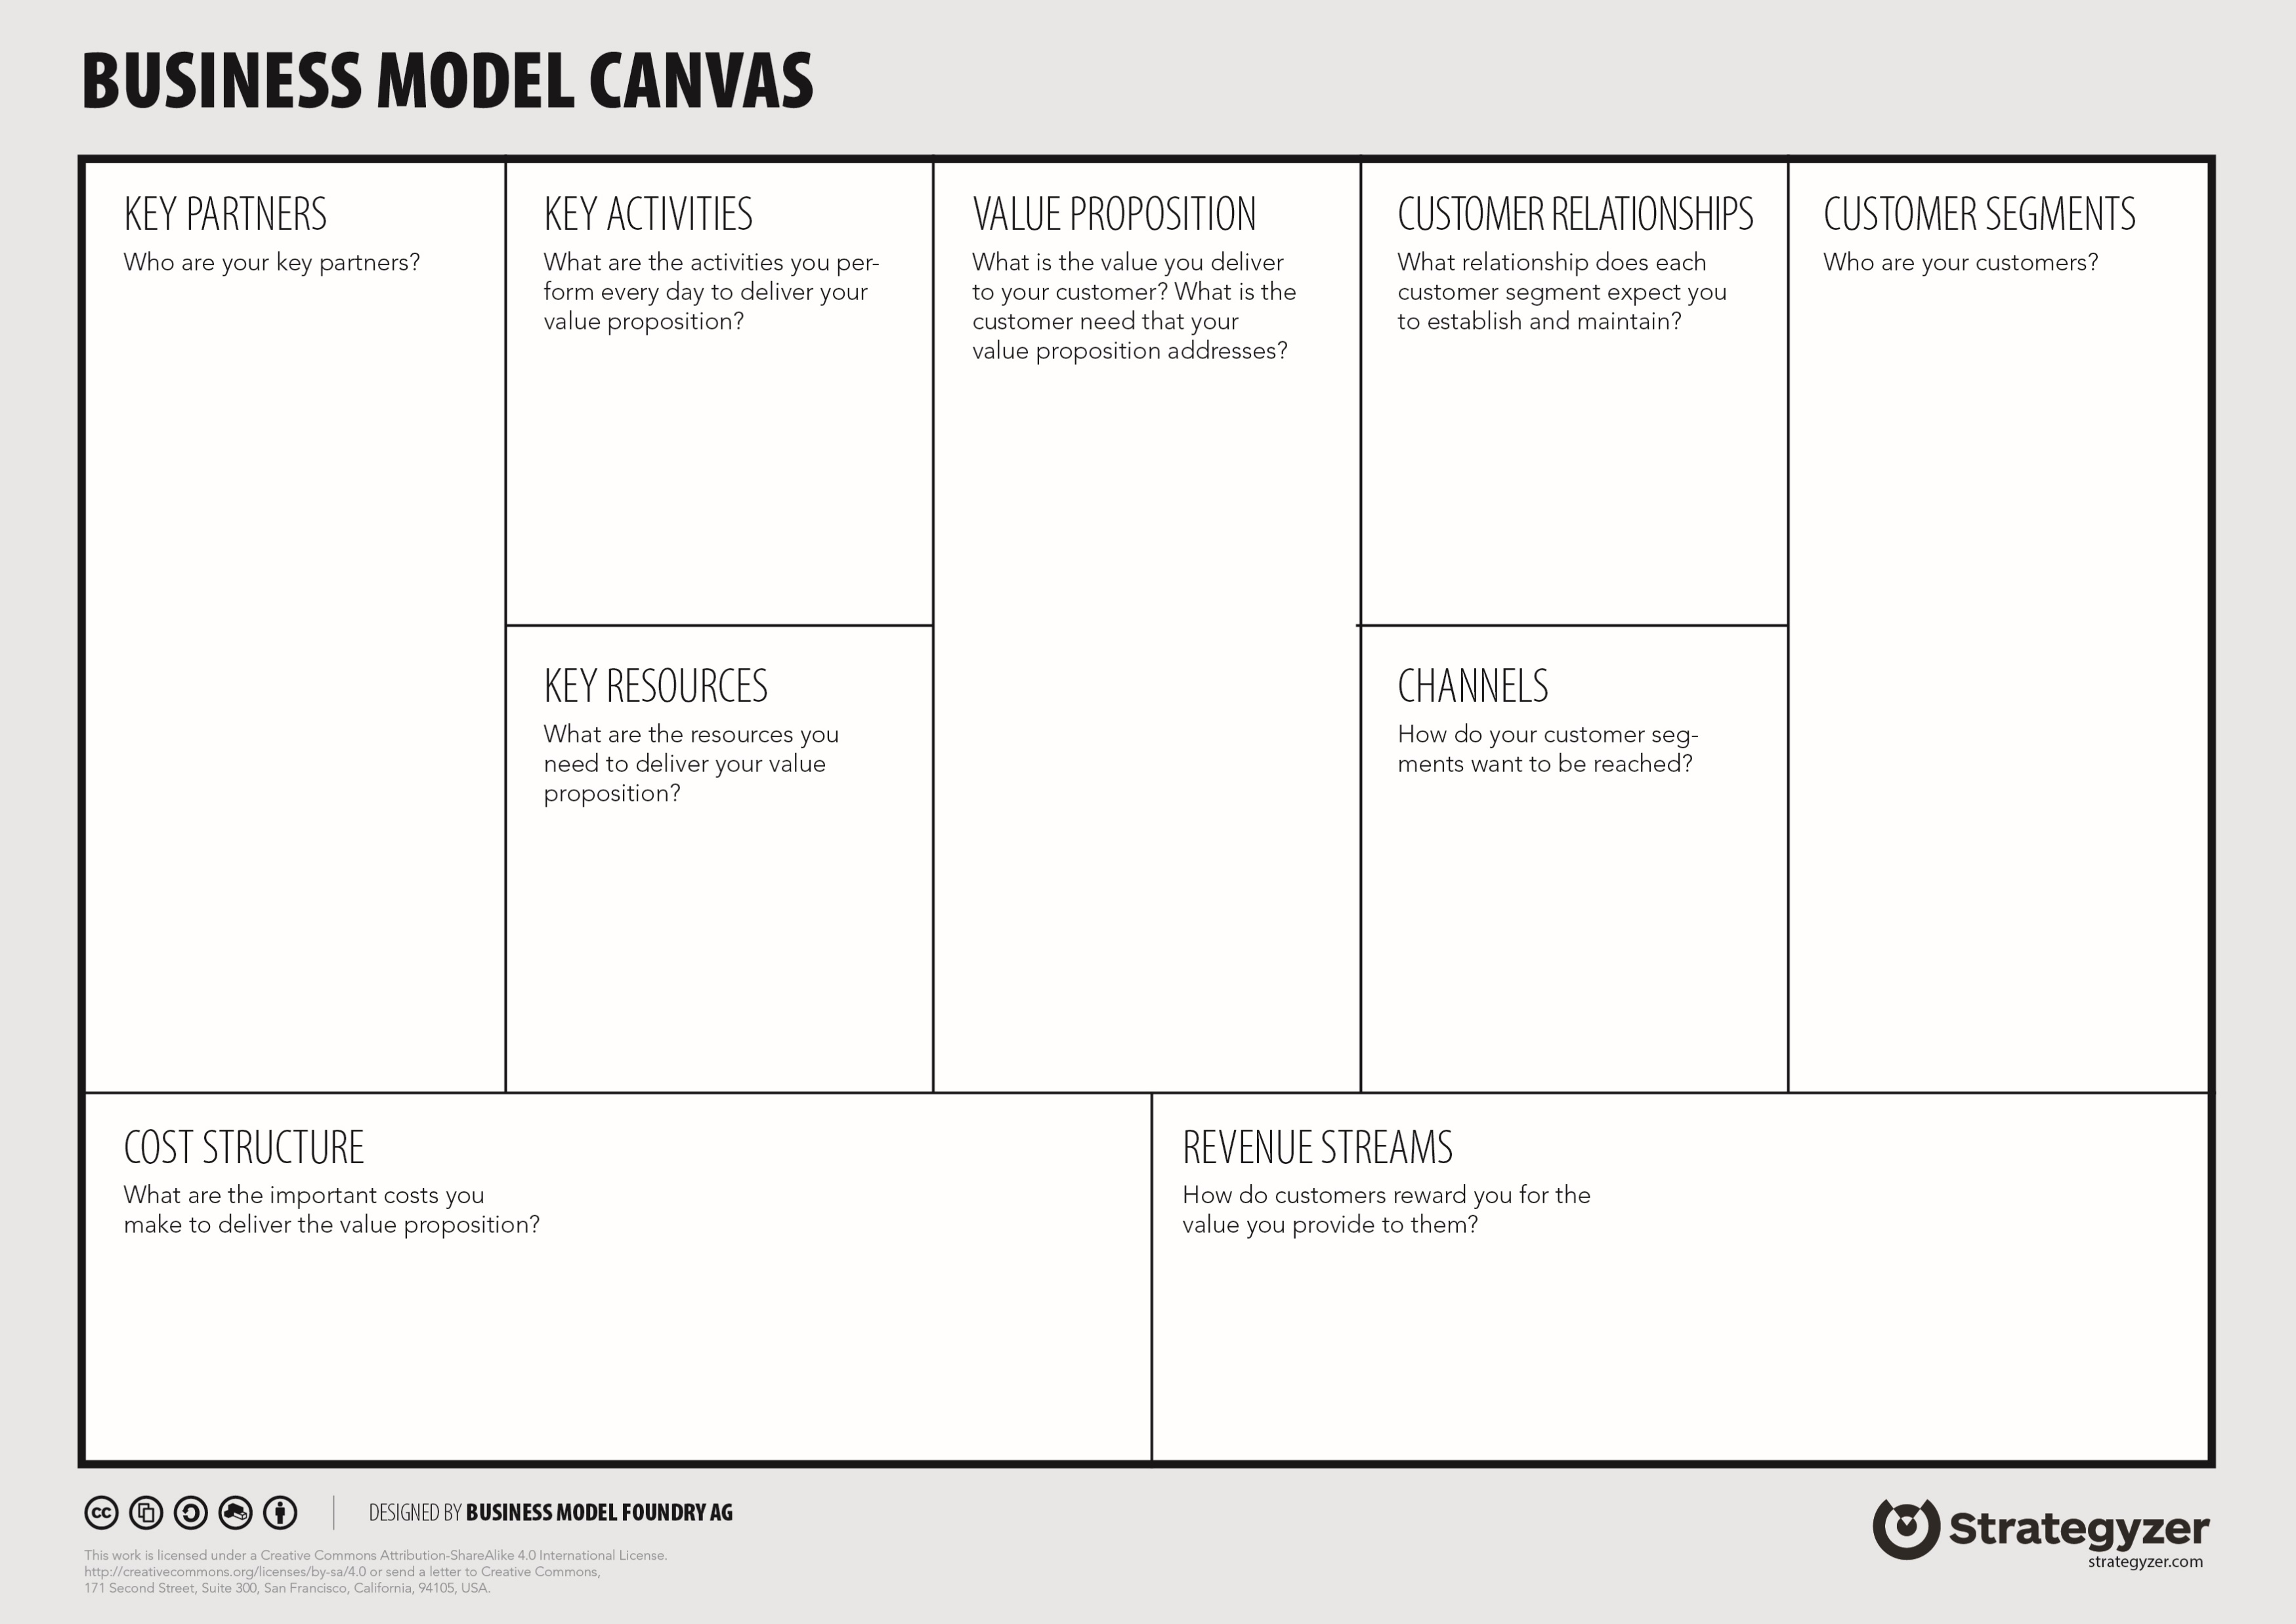 BUSINESS MODEL CANVAS
KEY PARTNERS
Who are your key partners?
KEY ACTIVITIES
What are the activities you per-
form every day to deliver your
value proposition?
KEY RESOURCES
What are the resources you
need to deliver your value
proposition?
VALUE PROPOSITION
What is the value you deliver
to your customer? What is the
customer need that your
value proposition addresses?
CUSTOMER RELATIONSHIPS
What relationship does each
customer segment expect you
to establish and maintain?
CHANNELS
How do your customer seg-
ments want to be reached?
CUSTOMER SEGMENTS
Who are your customers?
COST STRUCTURE
What are the important costs you
make to deliver the value proposition?
REVENUE STREAMS
How do customers reward you for the
value you provide to them?
cc
DESIGNED BY BUSINESS MODEL FOUNDRY AG
This work is licensed under a Creative Commons Attribution-ShareAlike 4.0 International License.
http://creativecommons.org/licenses/by-sa/4.0 or send a letter to Creative Commons,
171 Second Street, Suite 300, San Francisco, California, 94105, USA.
Strategyzer
strategyzer.com